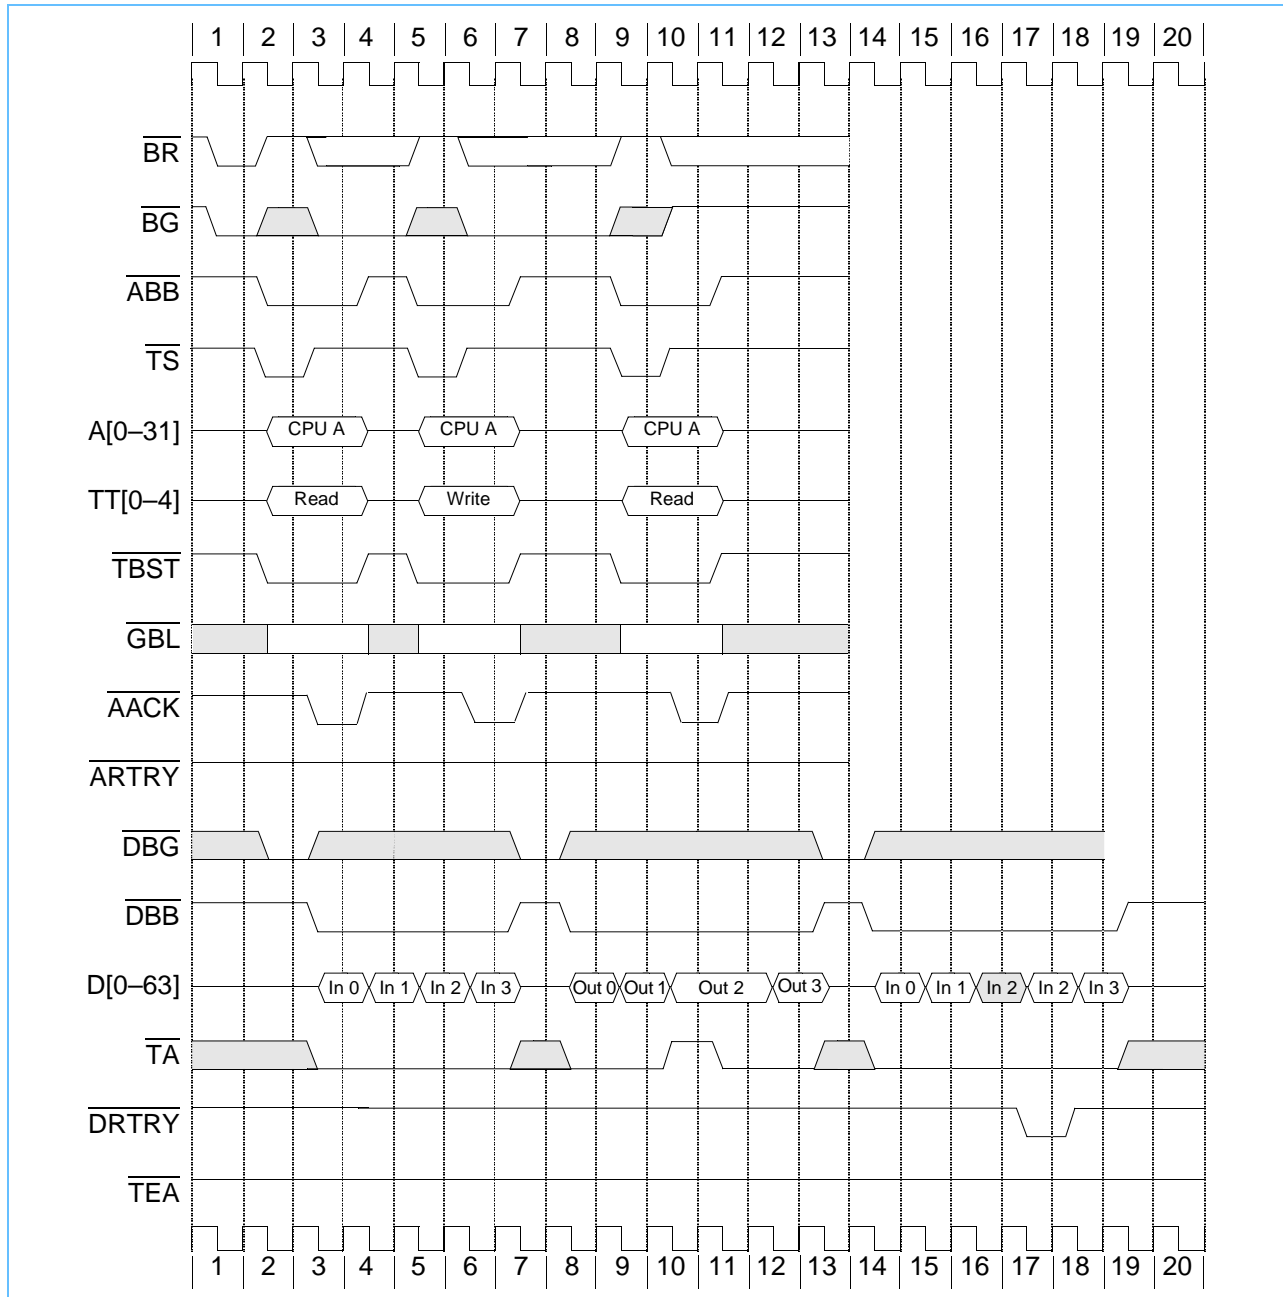 1 2 3 4 5 6 7 8 9 10 11 12 13 14 15 16 17 18 19 20
BR
BG
ABB
TS
A[0–31] CPU A CPU A CPU A
TT[0–4] Read Write Read
TBST
GBL
AACK
ARTRY
DBG
DBB
D[0–63] In 0 In 1 In 2 In 3 Out 0 Out 1 Out 2 Out 3 In 0 In 1 In 2 In 2 In 3
TA
DRTRY
TEA
1 2 3 4 5 6 7 8 9 10 11 12 13 14 15 16 17 18 19 20